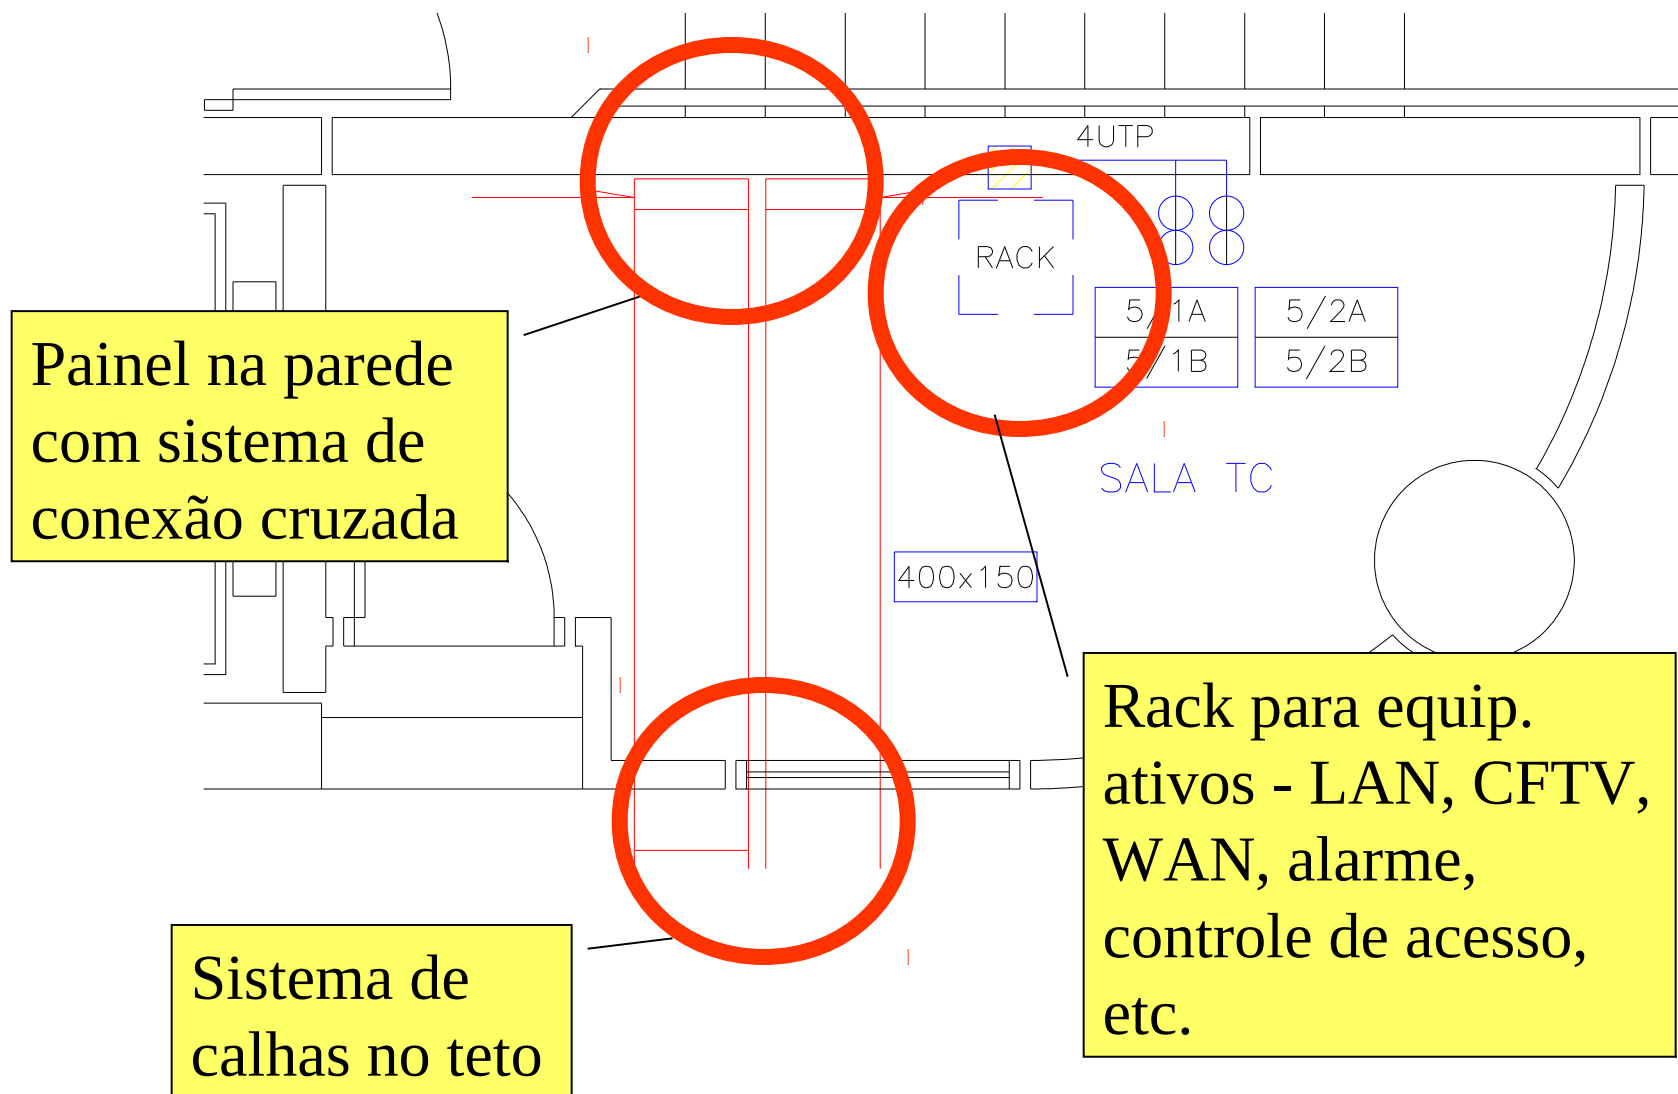 4UTP
RACK
5/1A
5/2A
5/1B
5/2B
Painel na parede
com sistema de
conexão cruzada
SALA TC
400x150
Rack para equip.
ativos - LAN, CFTV,
WAN, alarme,
controle de acesso,
etc.
Sistema de
calhas no teto